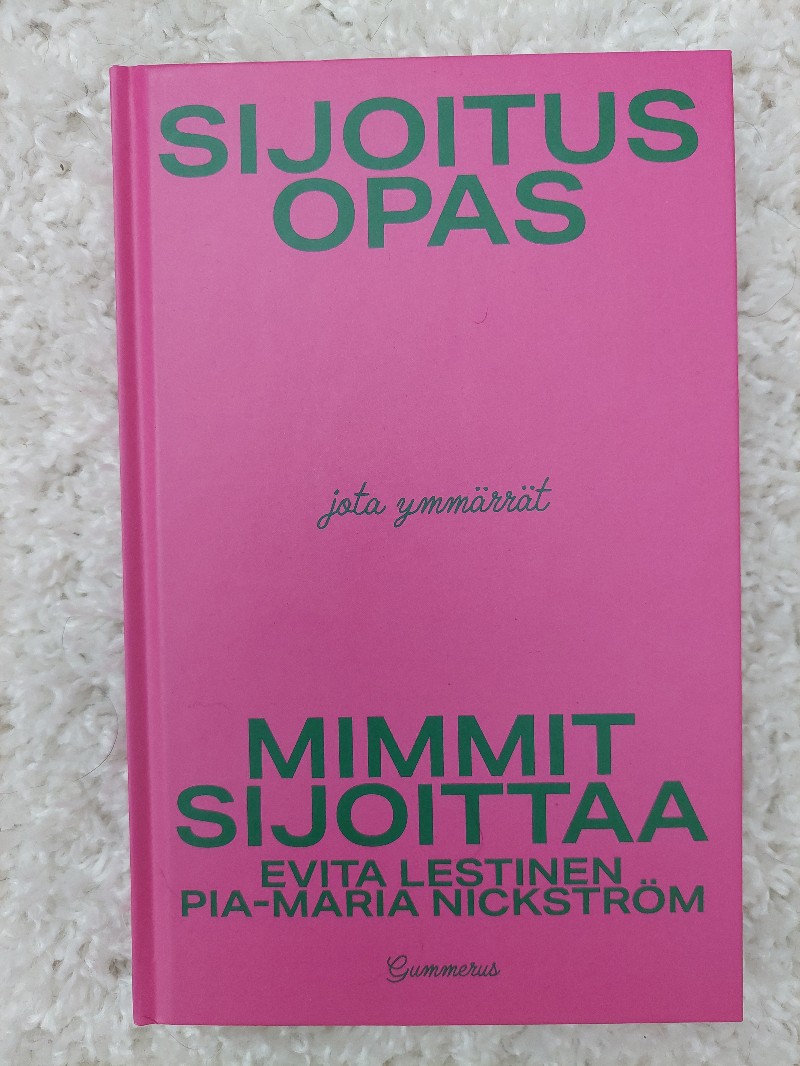 SIJOITUS
OPAS
jota ymmärrät
MIMMIT
SIJOITTAA
EVITA LESTINEN
PIA-MARIA NICKSTRÖM
Gummerus